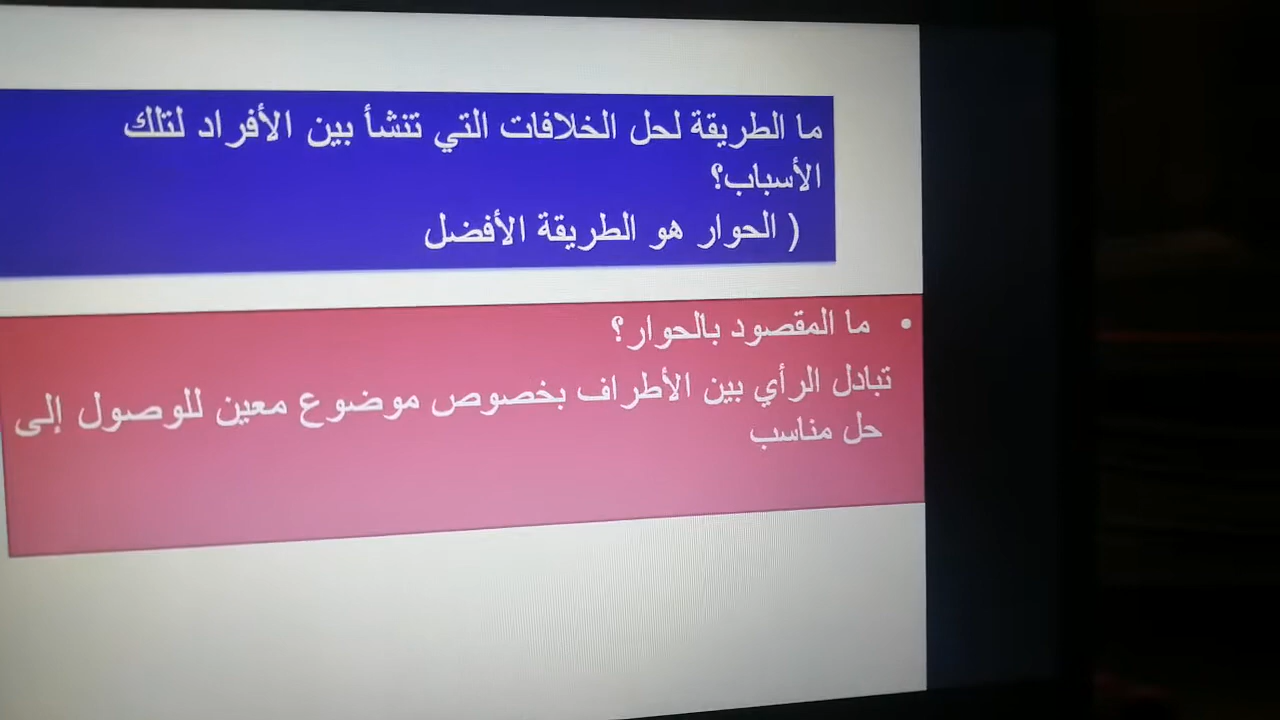 ما الطريقة لحل الخلافات التي تنشأ بين الأفراد لتلك
الأسباب؟
( الحوار هو الطريقة الأفضل
• ما المقصود بالحوار؟
تبادل الرأي بين الأطراف بخصوص موضوع معين للوصول إلى
حل مناسب